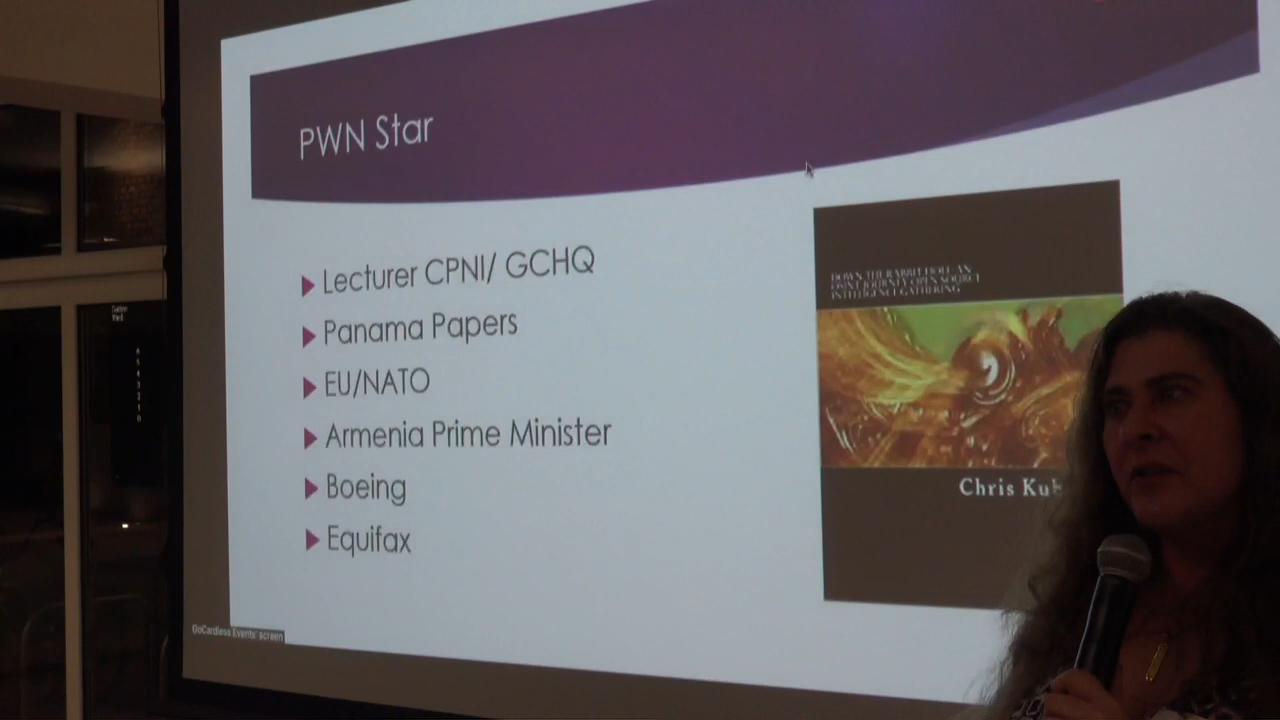 PWN Star
Lecturer CPNI/ GCHQ
Panama Papers
EU/NATO
Armenia Prime Minister
Boeing
Equifax
DOWN THE RABBIT HOLE AN
OSINT JOURNEY OPEN SOURCE
INTELLIGENCE GATHERING
Chris
GoCardless Events' screen